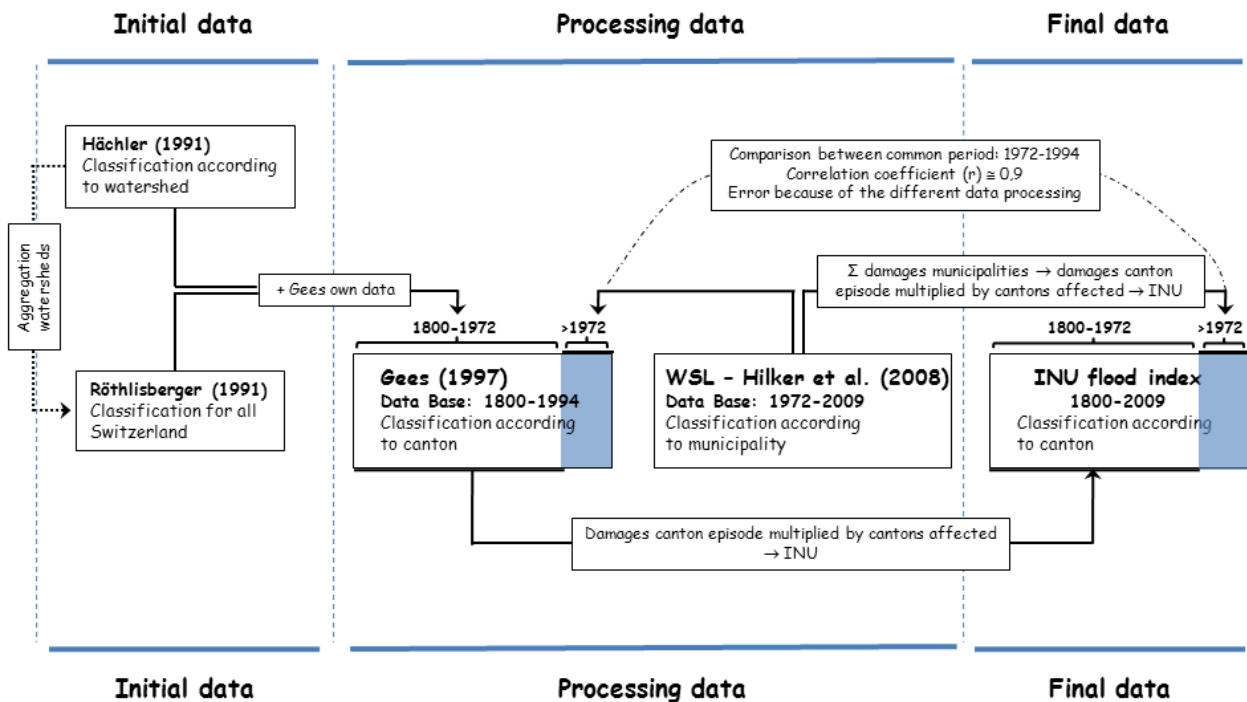 Initial data
Processing data
Final data
Hächler (1991)
Classification according
to watershed
Aggregation
watersheds
Röthlisberger (1991)
Classification for all
Switzerland
+ Gees own data
Comparison between common period: 1972-1994
Correlation coefficient (r) ≅ 0,9
Error because of the different data processing
Σ damages municipalities → damages canton
episode multiplied by cantons affected → INU
1800-1972
>1972
Gees (1997)
Data Base: 1800-1994
Classification according
to canton
WSL - Hilker et al. (2008)
Data Base: 1972-2009
Classification according
to municipality
1800-1972
>1972
INU flood index
1800-2009
Classification according
to canton
Damages canton episode multiplied by cantons affected
→ INU
Initial data
Processing data
Final data